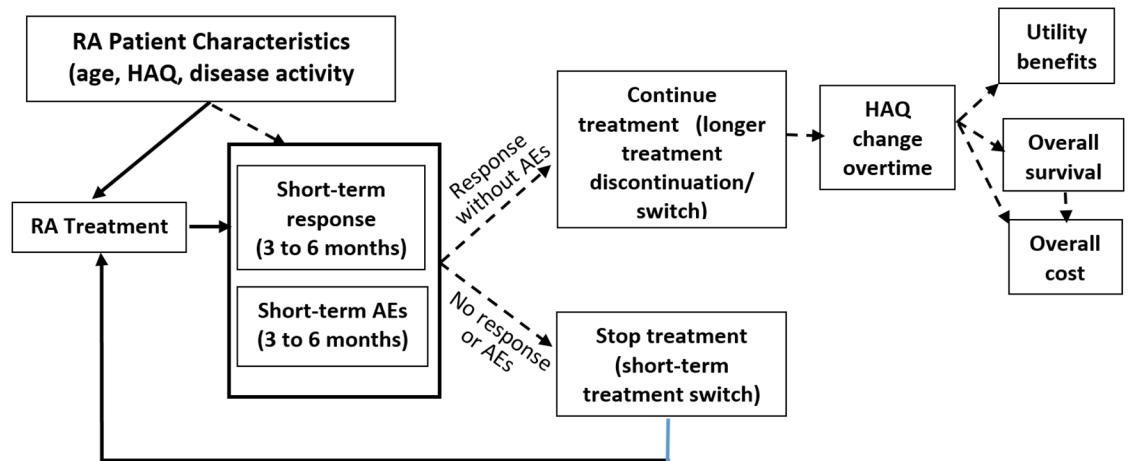 RA Patient Characteristics
(age, HAQ, disease activity
RA Treatment
Short-term
response
(3 to 6 months)
Short-term AEs
(3 to 6 months)
Response
without AEs
No response
or AEs
Continue
treatment (longer
treatment
discontinuation/
switch)
Stop treatment
(short-term
treatment switch)
HAQ
change
overtime
Utility
benefits
Overall
survival
Overall
cost